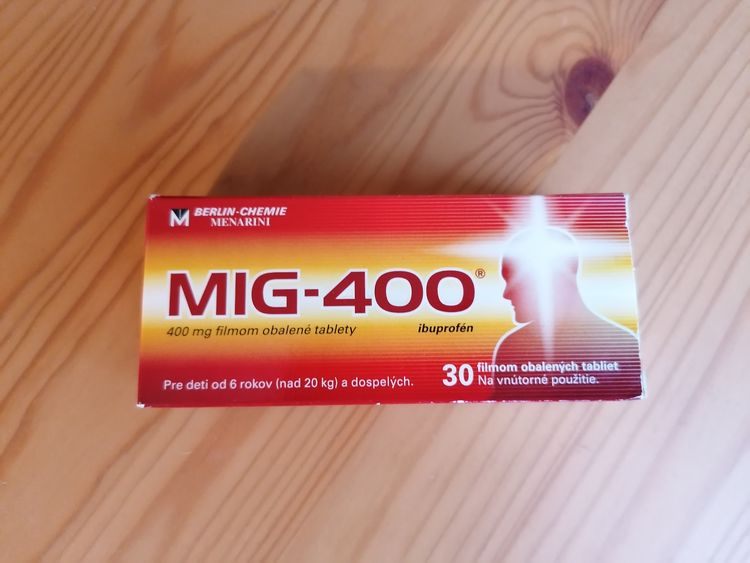 BERLIN-CHEMIE
MENARINI
MIG-400®
400 mg filmom obalené tablety
ibuprofén
Pre deti od 6 rokov (nad 20 kg) a dospelých.
30 filmom obalených tabliet
Na vnútorné použitie.